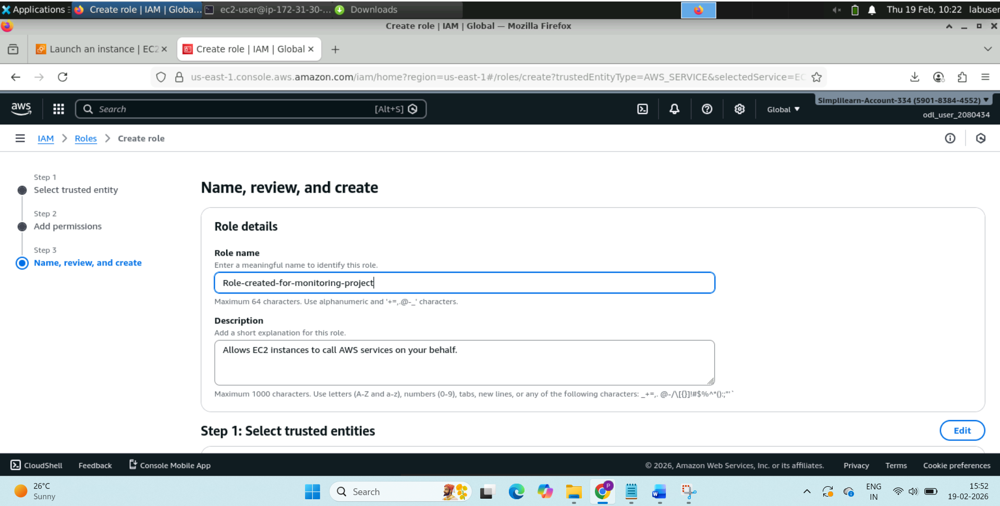 Applications
Create role | IAM | Globa...
ec2-user@ip-172-31-30-...
Downloads
Thu 19 Feb, 10:22
labuser
Create role | IAM | Global — Mozilla Firefox
Launch an instance | EC2
Create role | IAM | Global
us-east-1.console.aws.amazon.com/iam/home?region=us-east-1#/roles/create?trustedEntityType=AWS_SERVICE&selectedService=EC
aws
Search
[Alt+S]
Global
Simplilearn-Account-334 (5901-8384-4552)
odl_user_2080434
IAM
Roles
Create role
Step 1
Select trusted entity
Step 2
Add permissions
Step 3
Name, review, and create
Name, review, and create
Role details
Role name
Enter a meaningful name to identify this role.
Role-created-for-monitoring-project
Maximum 64 characters. Use alphanumeric and '+=,.@-_' characters.
Description
Add a short explanation for this role.
Allows EC2 instances to call AWS services on your behalf.
Maximum 1000 characters. Use letters (A-Z and a-z), numbers (0-9), tabs, new lines, or any of the following characters: _+=,. @-/\[{}]!#$%^*();:"'`
Step 1: Select trusted entities
Edit
CloudShell
Feedback
Console Mobile App
© 2026, Amazon Web Services, Inc. or its affiliates.
Privacy
Terms
Cookie preferences
26°C
Sunny
Search
P
W
ENG
IN
15:52
19-02-2026